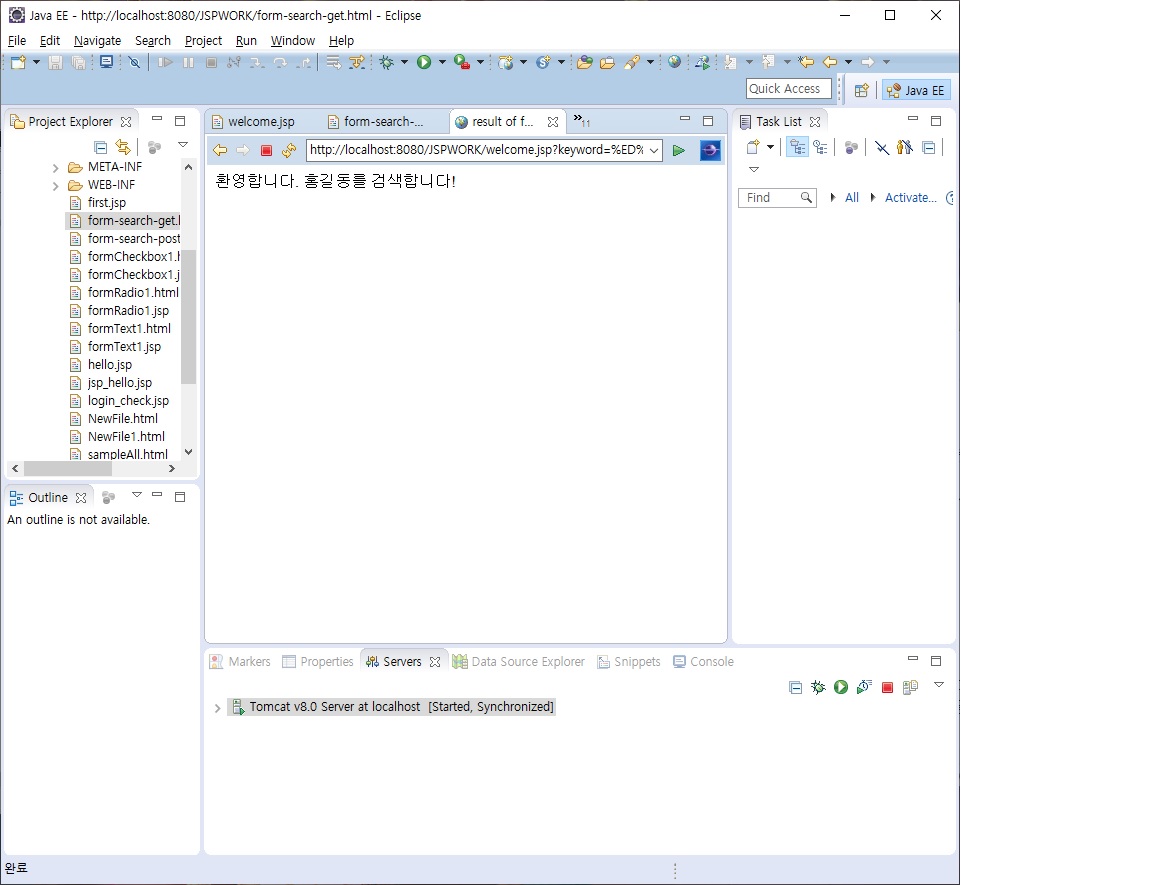 Java EE - http://localhost:8080/JSPWORK/form-search-get.html - Eclipse
File Edit Navigate Search Project Run Window Help
Quick Access
Java EE
Project Explorer
META-INF
WEB-INF
first.jsp
form-search-get.h
form-search-post
formCheckbox1.h
formCheckbox1.j
formRadio1.html
formRadio1.jsp
formText1.html
formText1.jsp
hello.jsp
jsp_hello.jsp
login_check.jsp
NewFile.html
NewFile1.html
sampleAll.html
Outline
An outline is not available.
welcome.jsp form-search-... result of f... »11
http://localhost:8080/JSPWORK/welcome.jsp?keyword=%ED%
환영합니다. 홍길동를 검색합니다!
Task List
Find All Activate...
Markers Properties Servers Data Source Explorer Snippets Console
Tomcat v8.0 Server at localhost [Started, Synchronized]
완료